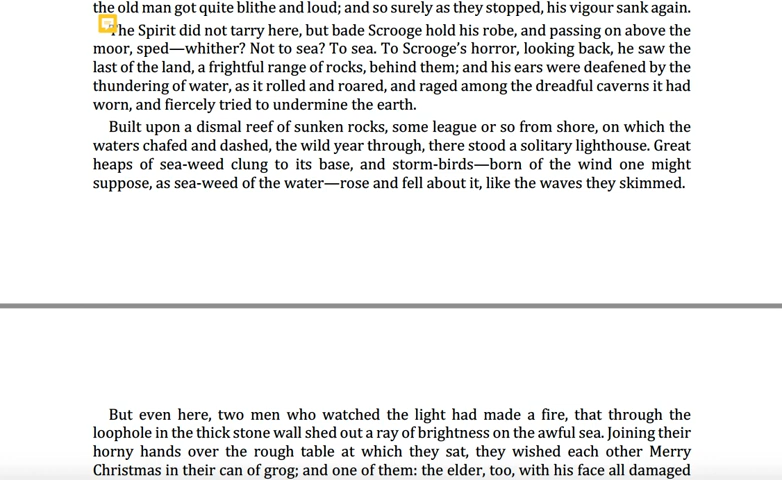 the old man got quite blithe and loud; and so surely as they stopped, his vigour sank again.
The Spirit did not tarry here, but bade Scrooge hold his robe, and passing on above the
moor, sped—whither? Not to sea? To sea. To Scrooge's horror, looking back, he saw the
last of the land, a frightful range of rocks, behind them; and his ears were deafened by the
thundering of water, as it rolled and roared, and raged among the dreadful caverns it had
worn, and fiercely tried to undermine the earth.
Built upon a dismal reef of sunken rocks, some league or so from shore, on which the
waters chafed and dashed, the wild year through, there stood a solitary lighthouse. Great
heaps of sea-weed clung to its base, and storm-birds—born of the wind one might
suppose, as sea-weed of the water—rose and fell about it, like the waves they skimmed.
But even here, two men who watched the light had made a fire, that through the
loophole in the thick stone wall shed out a ray of brightness on the awful sea. Joining their
horny hands over the rough table at which they sat, they wished each other Merry
Christmas in their can of grog; and one of them: the elder, too, with his face all damaged